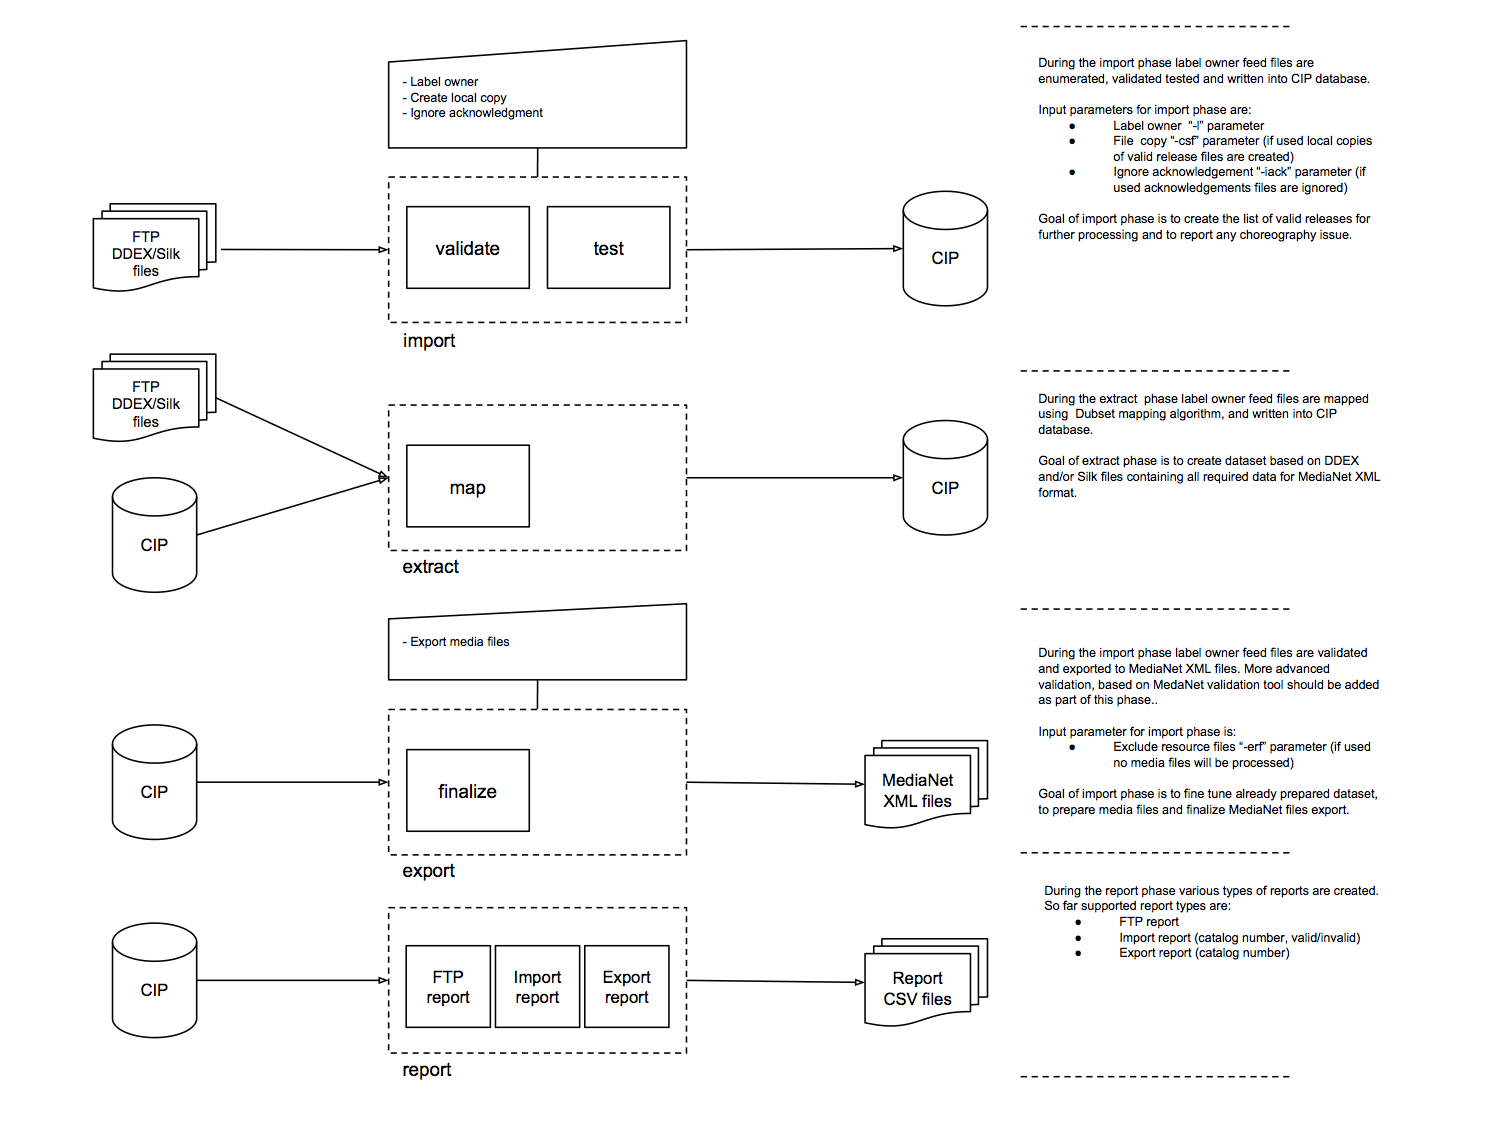 - Label owner
- Create local copy
- Ignore acknowledgment
FTP
DDEX/Silk
files
validate
test
CIP
import
During the import phase label owner feed files are
enumerated, validated tested and written into CIP database.
Input parameters for import phase are:
● Label owner “-l” parameter
● File copy “-csf” parameter (if used local copies
of valid release files are created)
● Ignore acknowledgement “-iack” parameter (if
used acknowledgements files are ignored)
Goal of import phase is to create the list of valid releases for
further processing and to report any choreography issue.
FTP
DDEX/Silk
files
CIP
map
CIP
extract
During the extract phase label owner feed files are mapped
using Dubset mapping algorithm, and written into CIP
database.
Goal of extract phase is to create dataset based on DDEX
and/or Silk files containing all required data for MediaNet XML
format.
- Export media files
CIP
finalize
MediaNet
XML files
export
During the import phase label owner feed files are validated
and exported to MediaNet XML files. More advanced
validation, based on MedaNet validation tool should be added
as part of this phase..
Input parameter for import phase is:
● Exclude resource files “-erf” parameter (if used
no media files will be processed)
Goal of import phase is to fine tune already prepared dataset,
to prepare media files and finalize MediaNet files export.
CIP
FTP
report
Import
report
Export
report
Report
CSV files
report
During the report phase various types of reports are created.
So far supported report types are:
● FTP report
● Import report (catalog number, valid/invalid)
● Export report (catalog number)